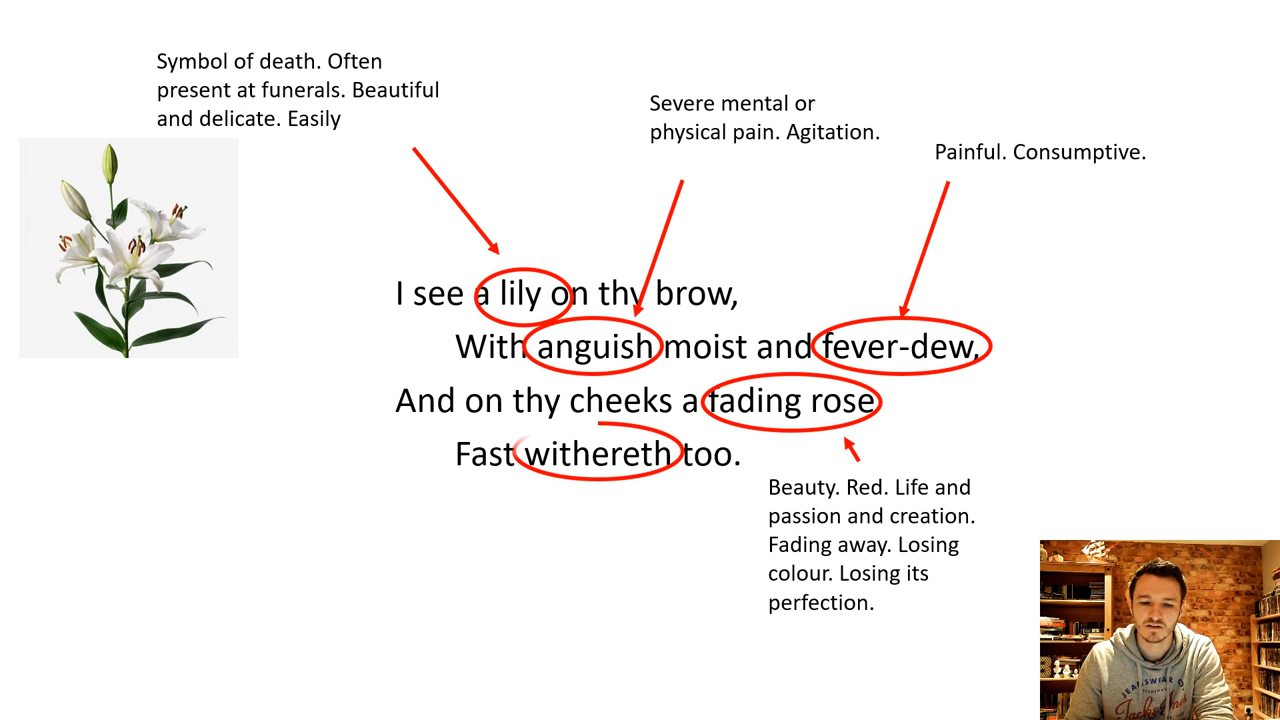 Symbol of death. Often
present at funerals. Beautiful
and delicate. Easily
Severe mental or
physical pain. Agitation.
Painful. Consumptive.
I see a lily on thy brow,
With anguish moist and fever-dew,
And on thy cheeks a fading rose
Fast withereth too.
Beauty. Red. Life and
passion and creation.
Fading away. Losing
colour. Losing its
perfection.